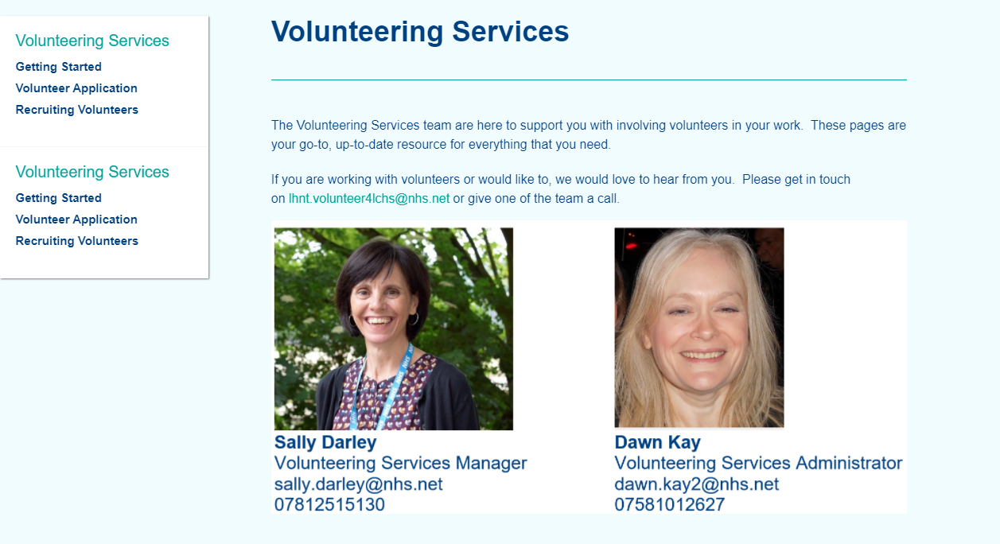 Volunteering Services
Getting Started
Volunteer Application
Recruiting Volunteers
Volunteering Services
Getting Started
Volunteer Application
Recruiting Volunteers
Volunteering Services
The Volunteering Services team are here to support you with involving volunteers in your work.  These pages are
your go-to, up-to-date resource for everything that you need.
If you are working with volunteers or would like to, we would love to hear from you.  Please get in touch
on lhnt.volunteer4lchs@nhs.net or give one of the team a call.
NHS NHS NHS
NHS
Sally Darley
Volunteering Services Manager
sally.darley@nhs.net
07812515130
Dawn Kay
Volunteering Services Administrator
dawn.kay2@nhs.net
07581012627